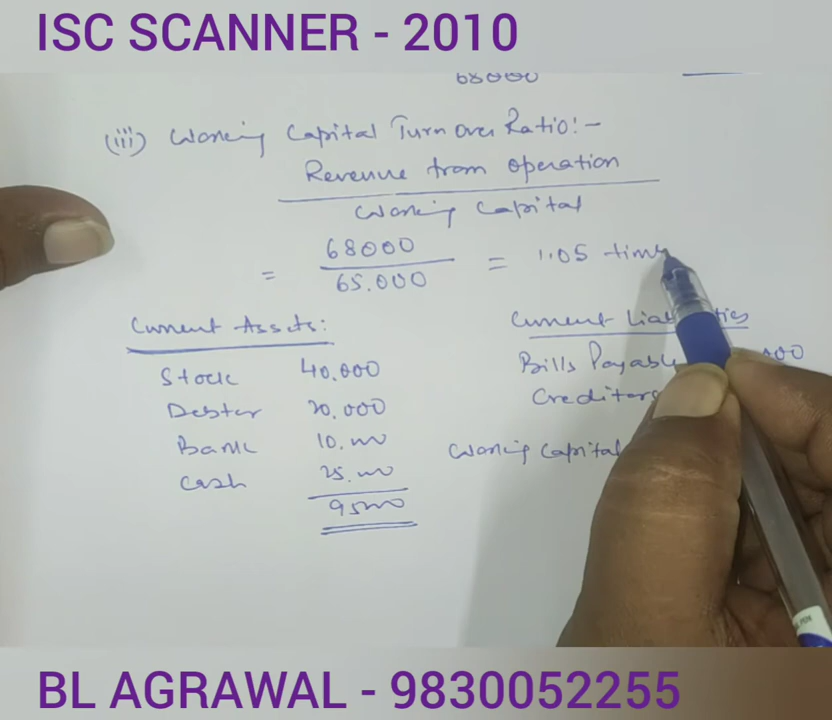 ISC SCANNER - 2010
68000
(iii) Working Capital Turn Over Ratio:-
Revenue from operation
Working Capital
= 68000 / 65.000 = 1.05 times
Current Assets:
Current Liabilities
Stock 40.000
Bills Payable
Debtor 20.000
Creditors
Bank 10.000
Working Capital
Cash 25.000
95000
BL AGRAWAL - 9830052255